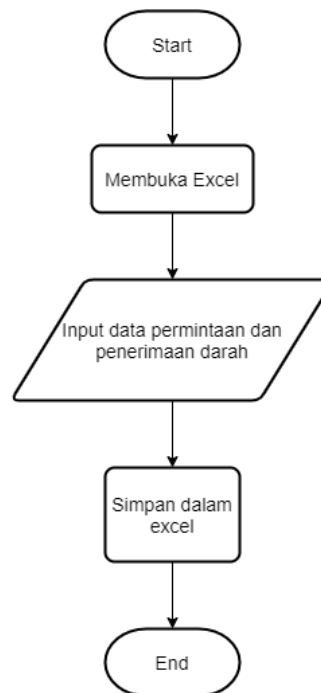 Start
Membuka Excel
Input data permintaan dan
penerimaan darah
Simpan dalam
excel
End